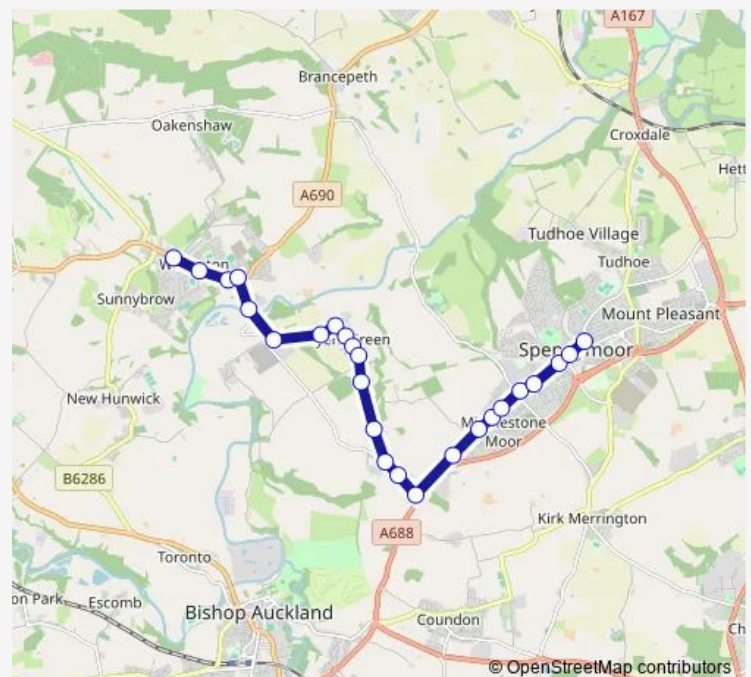 A167
Brancepeth
Oakenshaw
Croxdale
Hett
A690
Tudhoe Village
Tudhoe
Sunnybrow
Mount Pleasant
Green
New Hunwick
Moor
B6286
Kirk Merrington
A688
Toronto
on Park
Escomb
Bishop Auckland
Coundon
Ch
© OpenStreetMap contributors